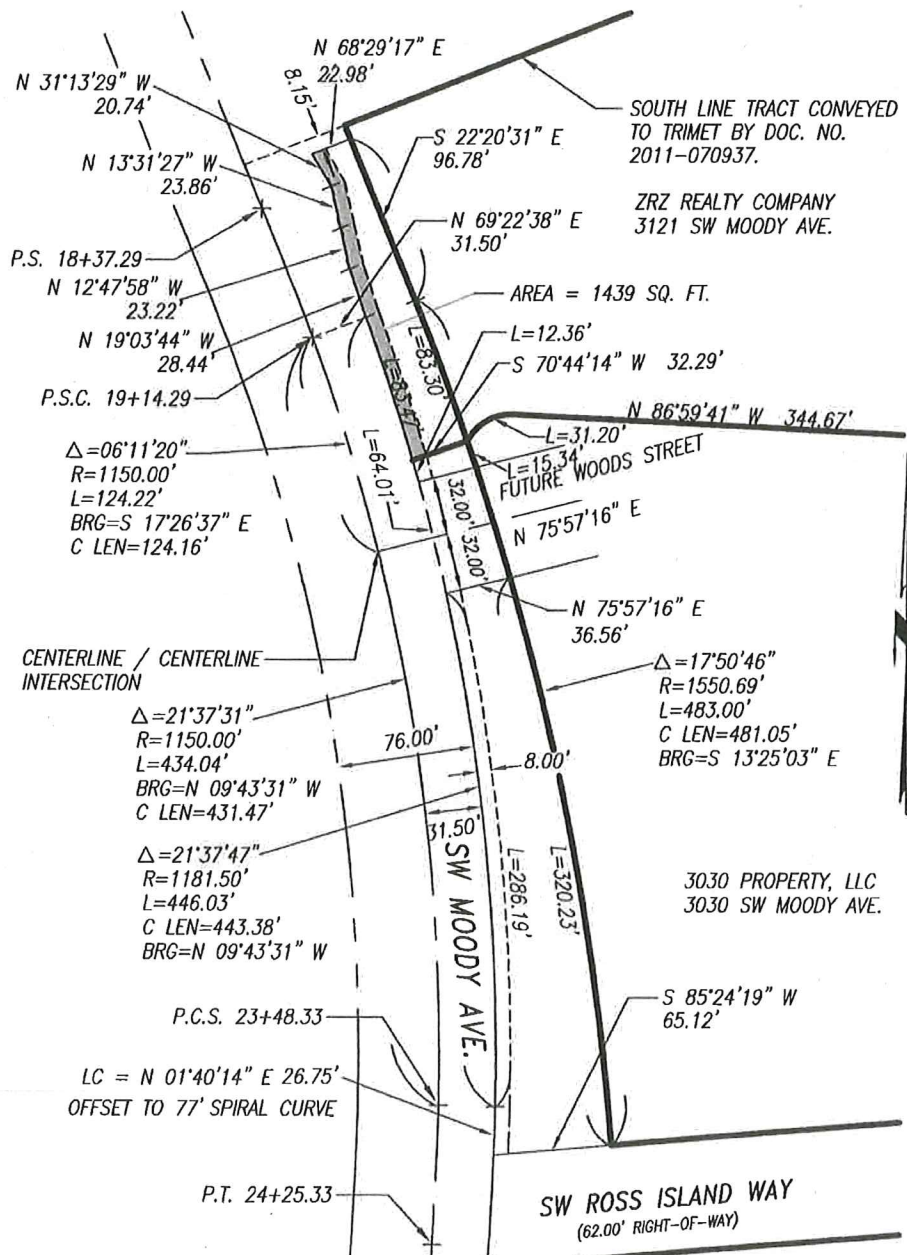 N 68°29'17" E
22.98'
8.15'
N 31°13'29" W
20.74'
SOUTH LINE TRACT CONVEYED
TO TRIMET BY DOC. NO.
2011-070937.
S 22°20'31" E
96.78'
N 13°31'27" W
23.86'
ZRZ REALTY COMPANY
3121 SW MOODY AVE.
N 69°22'38" E
31.50'
P.S. 18+37.29
N 12°47'58" W
23.22'
AREA = 1439 SQ. FT.
N 19°03'44" W
28.44'
L=12.36'
L=83.30'
S 70°44'14" W 32.29'
P.S.C. 19+14.29
L=83.47'
N 86°59'41" W 344.67'
L=31.20'
L=15.34'
FUTURE WOODS STREET
Δ=06°11'20"
R=1150.00'
L=124.22'
BRG=S 17°26'37" E
C LEN=124.16'
L=64.01'
32.00'
32.00'
N 75°57'16" E
N 75°57'16" E
36.56'
CENTERLINE / CENTERLINE
INTERSECTION
Δ=17°50'46"
R=1550.69'
L=483.00'
C LEN=481.05'
BRG=S 13°25'03" E
Δ=21°37'31"
R=1150.00'
L=434.04'
BRG=N 09°43'31" W
C LEN=431.47'
76.00'
8.00'
31.50'
Δ=21°37'47"
R=1181.50'
L=446.03'
C LEN=443.38'
BRG=N 09°43'31" W
SW MOODY AVE.
L=286.19'
L=320.23'
3030 PROPERTY, LLC
3030 SW MOODY AVE.
S 85°24'19" W
65.12'
P.C.S. 23+48.33
LC = N 01°40'14" E 26.75'
OFFSET TO 77' SPIRAL CURVE
P.T. 24+25.33
SW ROSS ISLAND WAY
(62.00' RIGHT-OF-WAY)